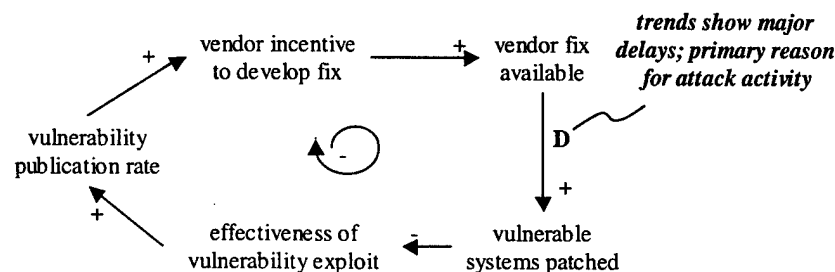 trends show major
delays; primary reason
for attack activity
+
vendor incentive
to develop fix
+
vendor fix
available
D
+
vulnerable
systems patched
-
effectiveness of
vulnerability exploit
+
vulnerability
publication rate
-